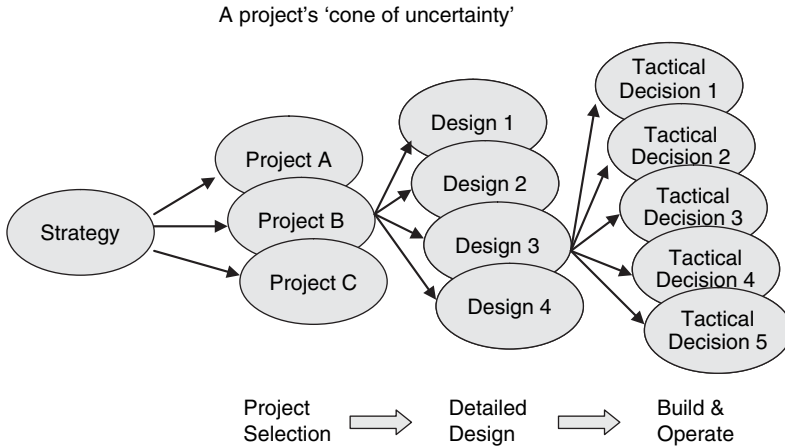 A project's 'cone of uncertainty'
Strategy
Project A
Project B
Project C
Design 1
Design 2
Design 3
Design 4
Tactical
Decision 1
Tactical
Decision 2
Tactical
Decision 3
Tactical
Decision 4
Tactical
Decision 5
Project
Selection
Detailed
Design
Build &
Operate